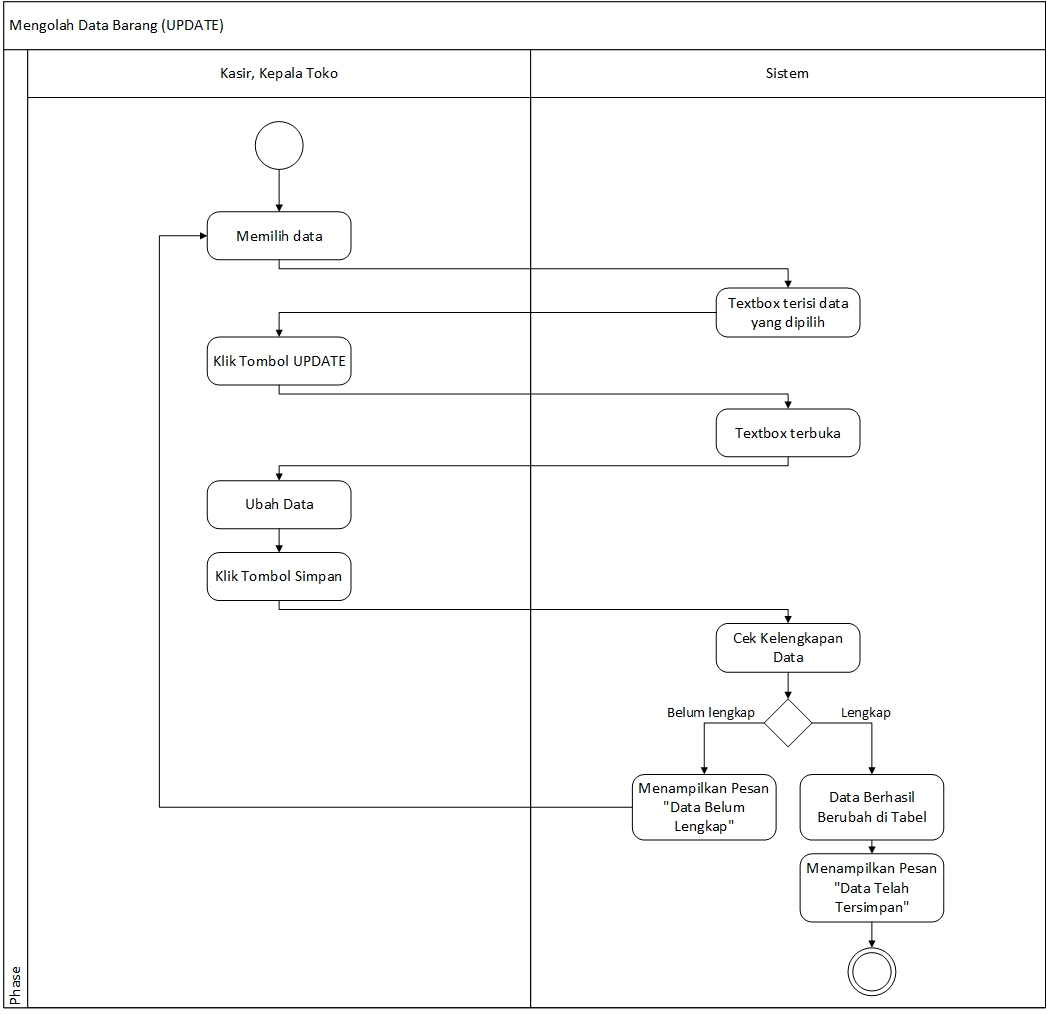 Mengolah Data Barang (UPDATE)
Kasir, Kepala Toko
Sistem
Memilih data
Textbox terisi data
yang dipilih
Klik Tombol UPDATE
Textbox terbuka
Ubah Data
Klik Tombol Simpan
Cek Kelengkapan
Data
Belum lengkap
Lengkap
Menampilkan Pesan
"Data Belum
Lengkap"
Data Berhasil
Berubah di Tabel
Menampilkan Pesan
"Data Telah
Tersimpan"
Phase